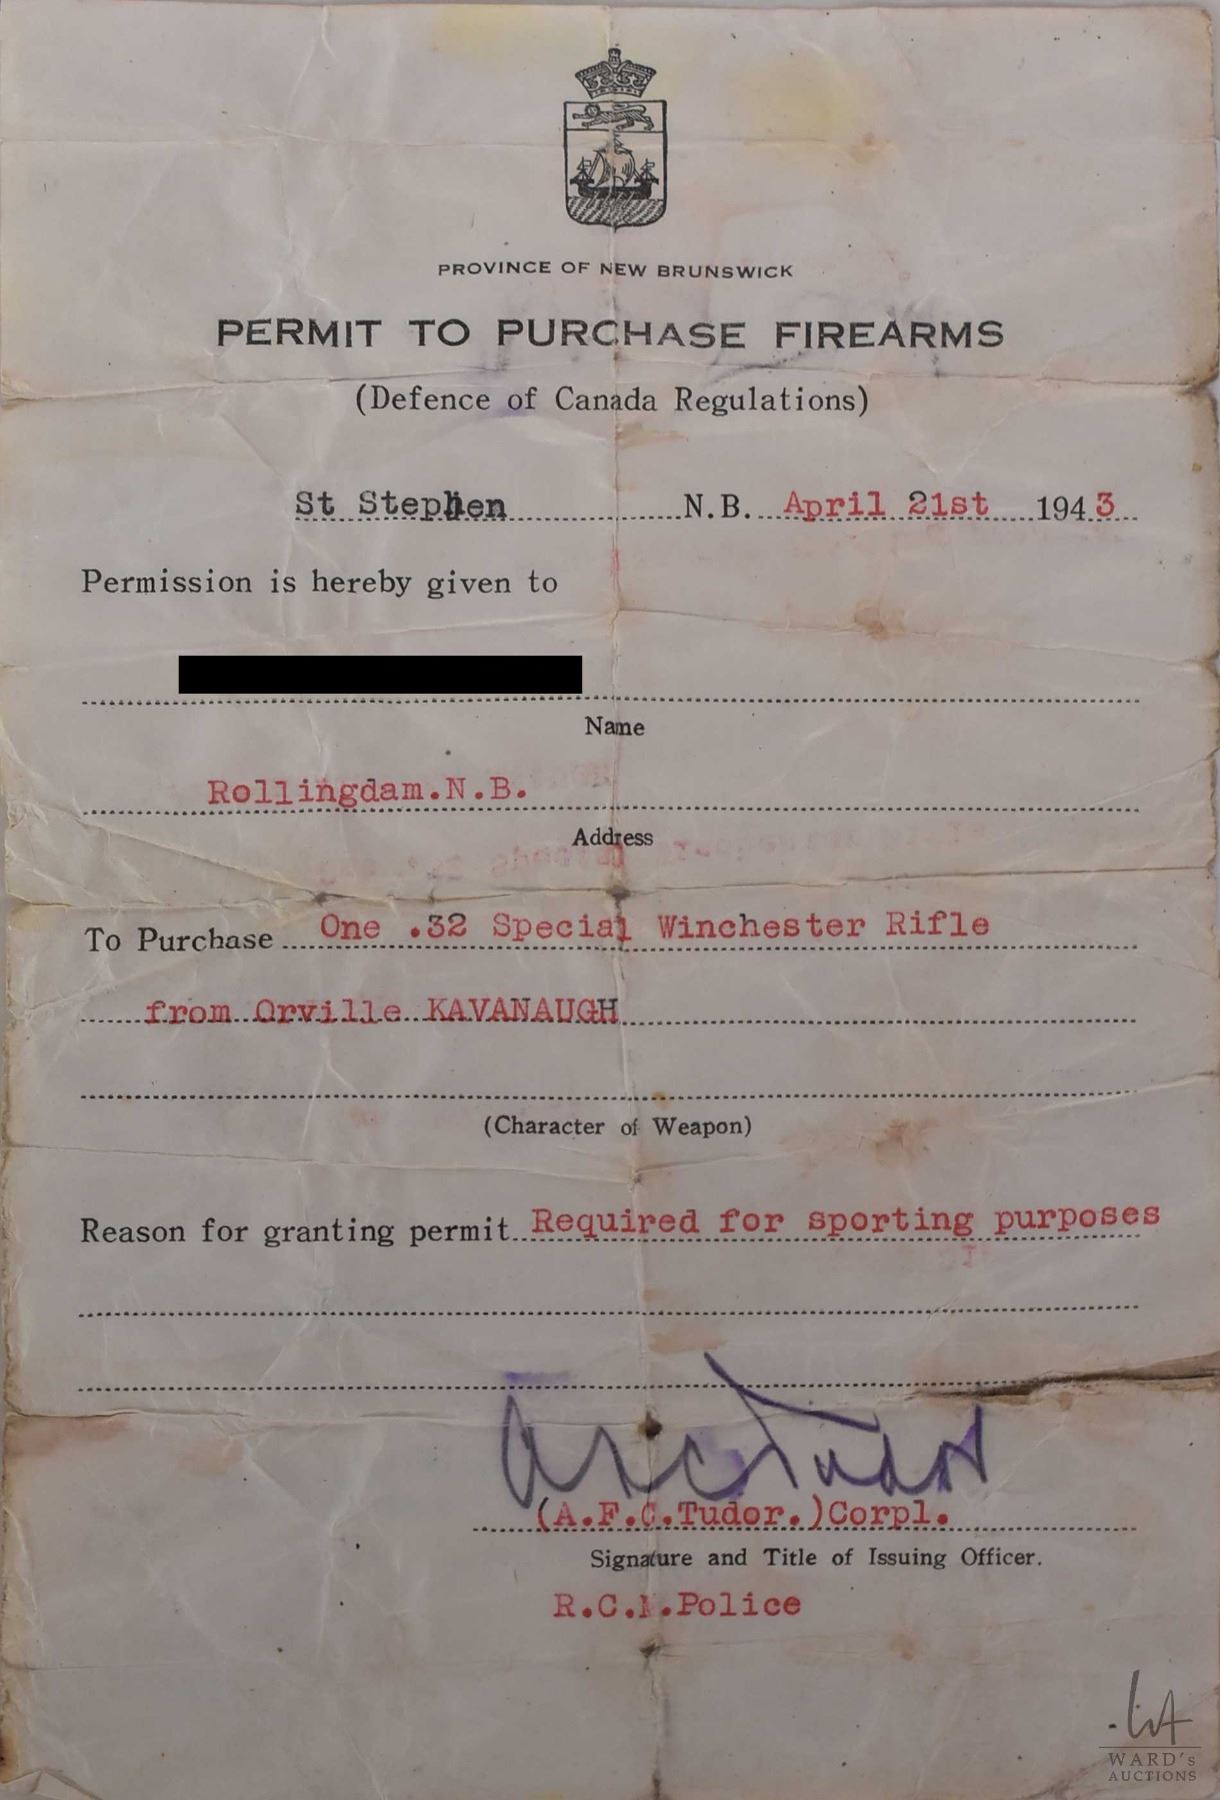 PROVINCE OF NEW BRUNSWICK
PERMIT TO PURCHASE FIREARMS
(Defence of Canada Regulations)
St Stephen N.B. April 21st 1943
Permission is hereby given to
Name
Rollingdam.N.B.
Address
To Purchase One .32 Special Winchester Rifle
from Orville KAVANAUGH
(Character of Weapon)
Reason for granting permit Required for sporting purposes
AFC Tudor
(A.F.C.Tudor.)Corpl.
Signature and Title of Issuing Officer.
R.C.M.Police
WARD's
AUCTIONS